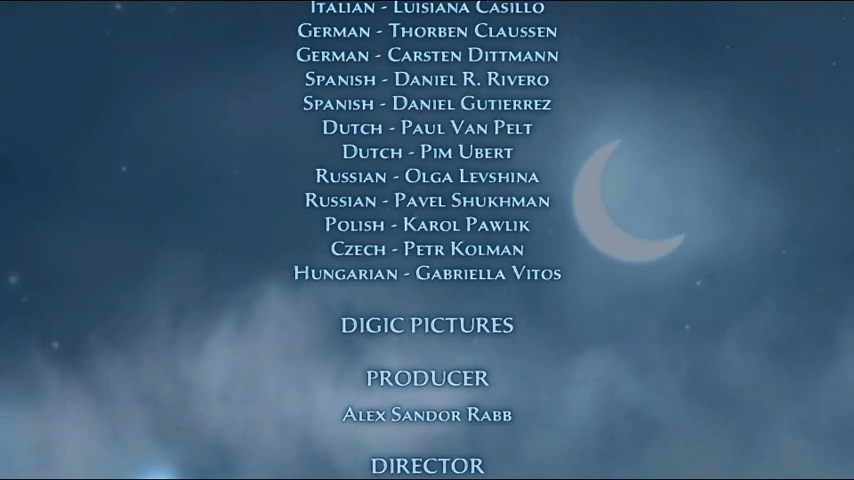 Italian - Luisiana Casillo
German - Thorben Claussen
German - Carsten Dittmann
Spanish - Daniel R. Rivero
Spanish - Daniel Gutierrez
Dutch - Paul Van Pelt
Dutch - Pim Ubert
Russian - Olga Levshina
Russian - Pavel Shukhman
Polish - Karol Pawlik
Czech - Petr Kolman
Hungarian - Gabriella Vitos
DIGIC PICTURES
PRODUCER
Alex Sandor Rabb
DIRECTOR